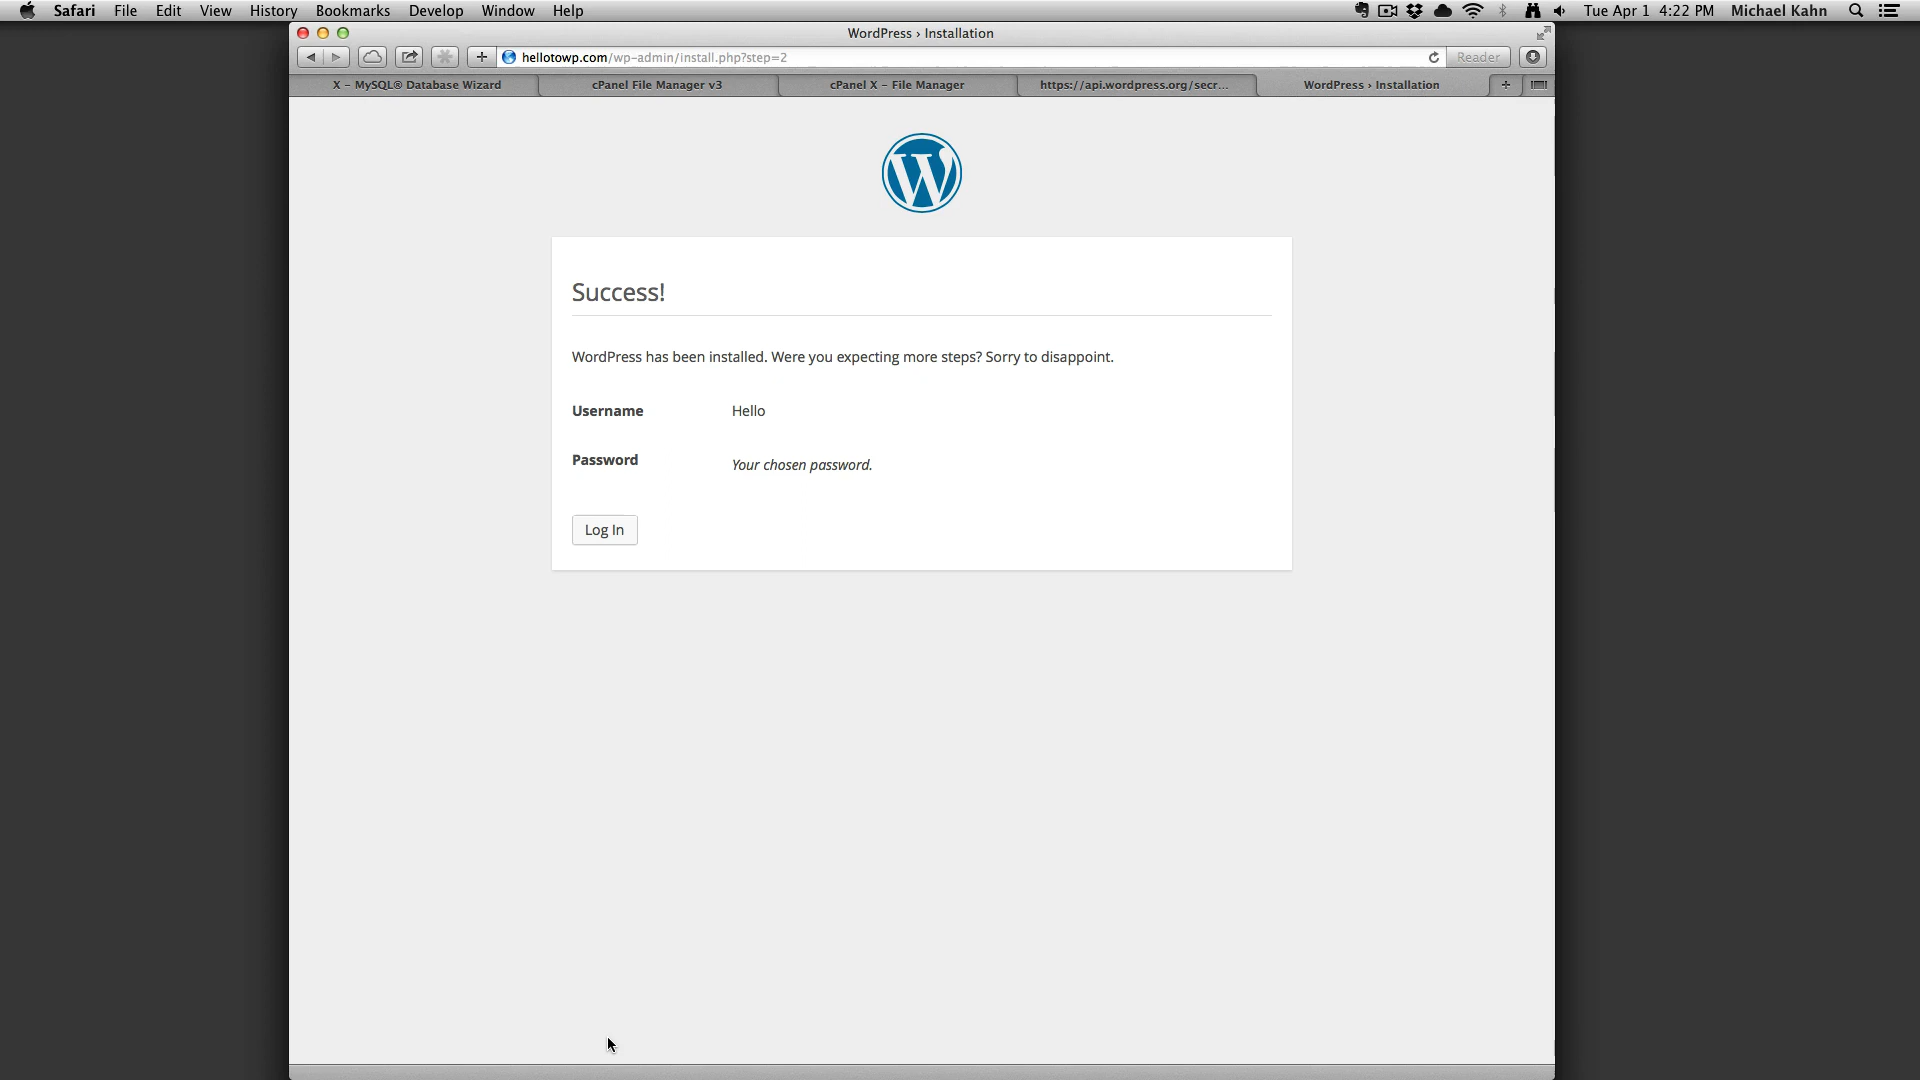 Safari File Edit View History Bookmarks Develop Window Help Tue Apr 1 4:22 PM Michael Kahn
WordPress › Installation
+ hellotowp.com/wp-admin/install.php?step=2 Reader
X – MySQL® Database Wizard cPanel File Manager v3 cPanel X – File Manager https://api.wordpress.org/secr... WordPress › Installation +
W
Success!
WordPress has been installed. Were you expecting more steps? Sorry to disappoint.
Username Hello
Password Your chosen password.
Log In